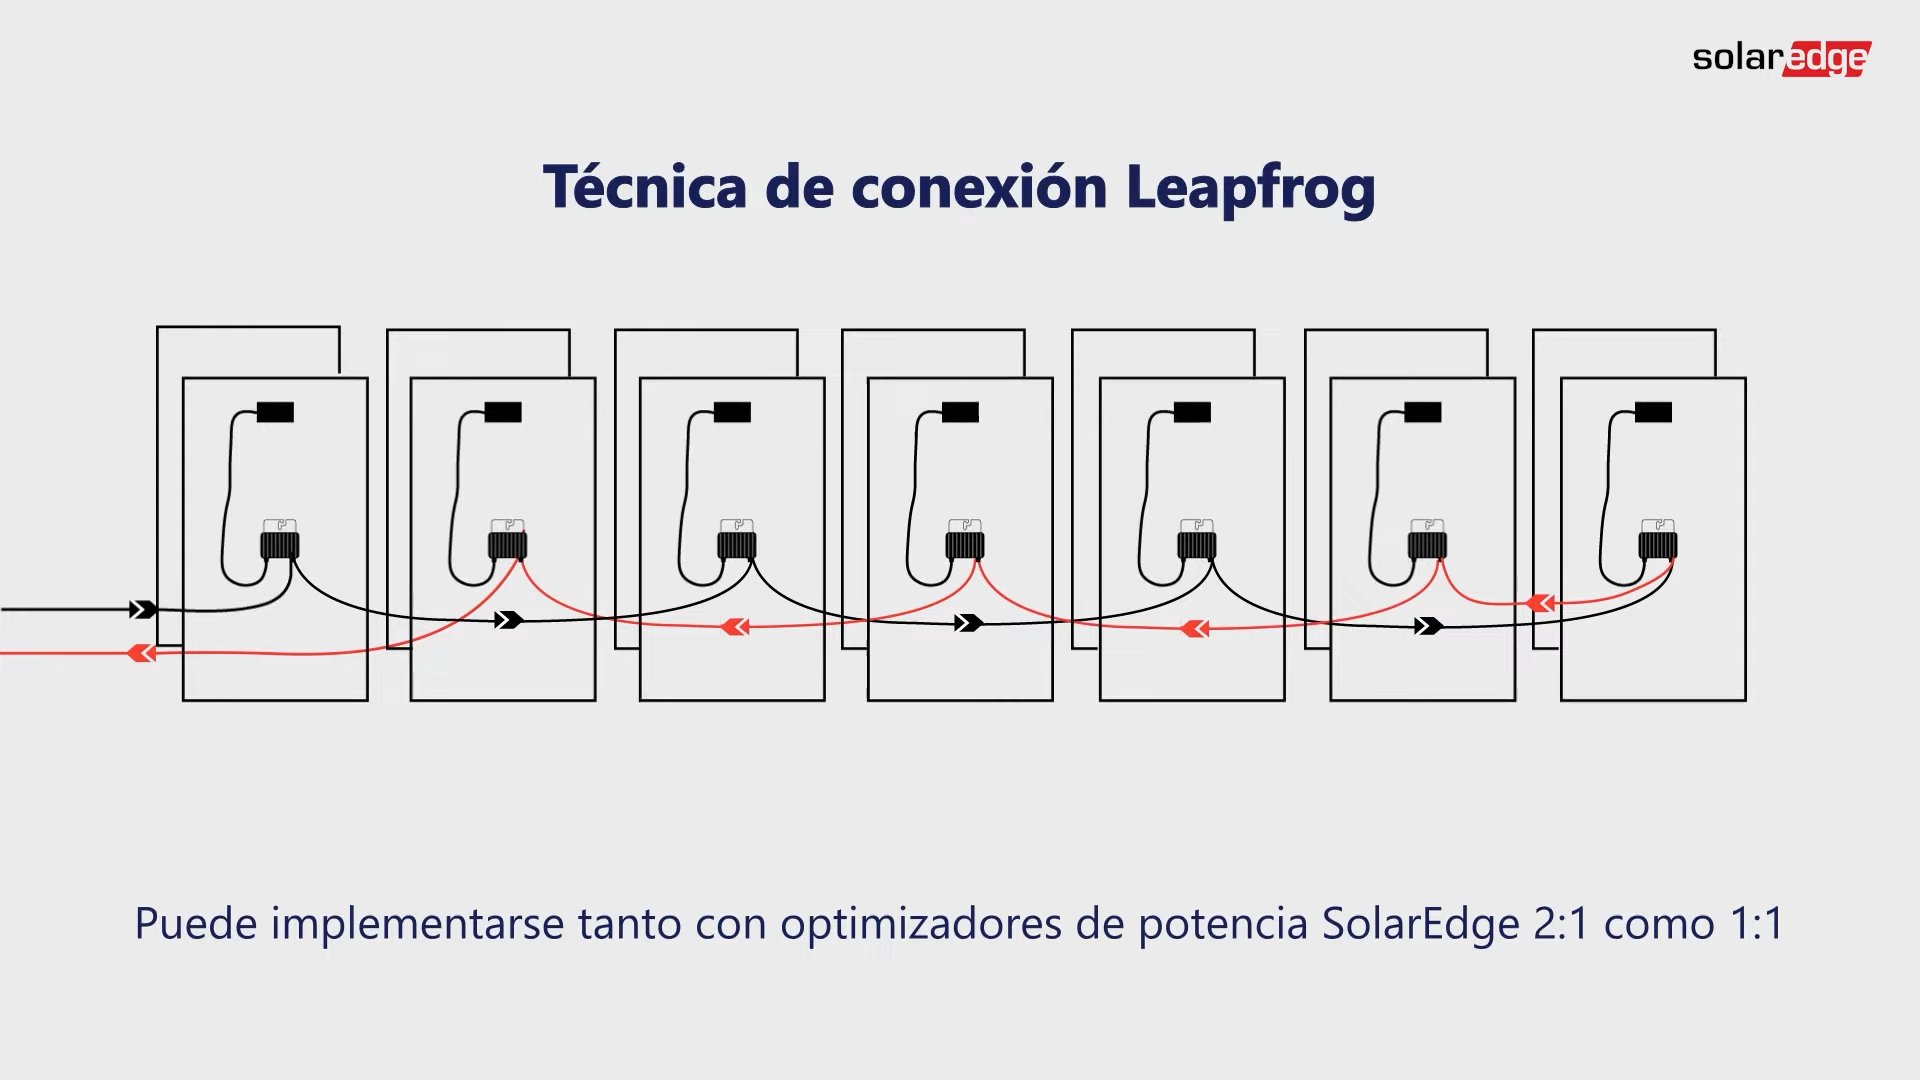 solaredge
Técnica de conexión Leapfrog
Puede implementarse tanto con optimizadores de potencia SolarEdge 2:1 como 1:1